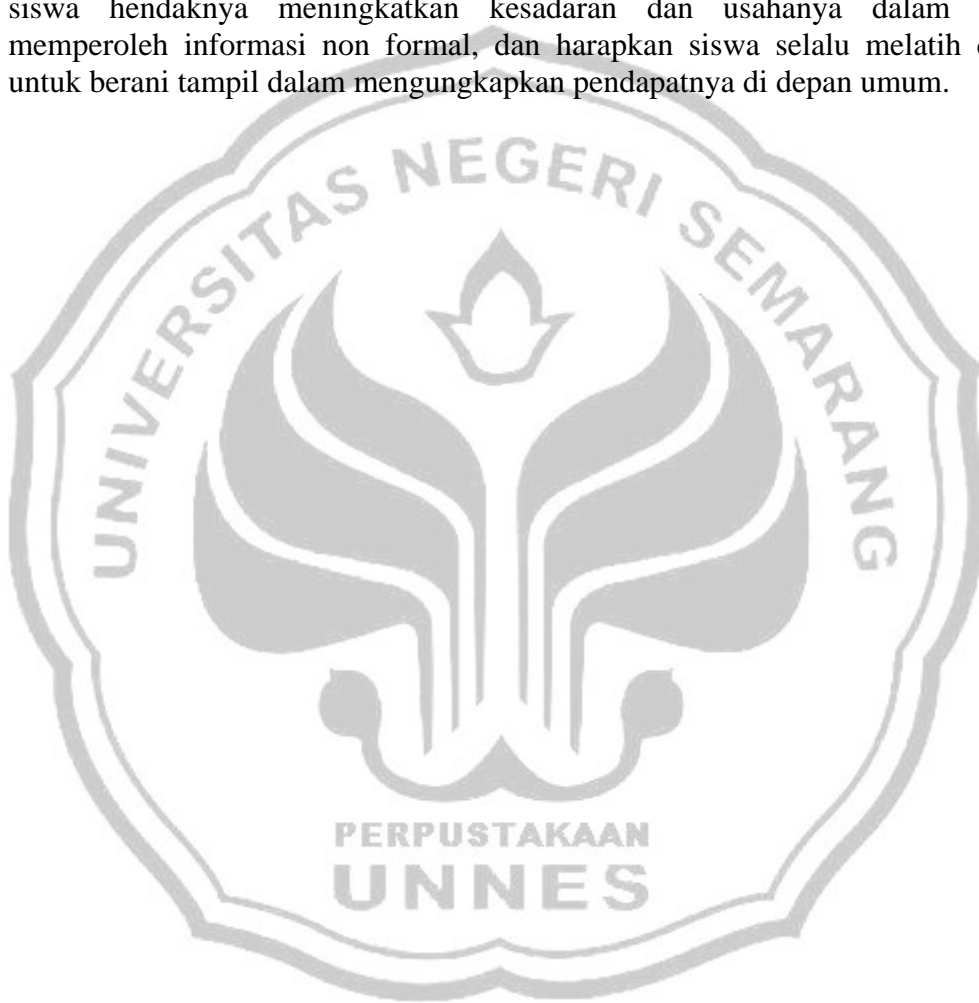 siswa hendaknya meningkatkan kesadaran dan usahanya dalam
memperoleh informasi non formal, dan harapkan siswa selalu melatih
untuk berani tampil dalam mengungkapkan pendapatnya di depan umum.
UNIVERSITAS NEGERI SEMARANG
PERPUSTAKAAN
UNNES